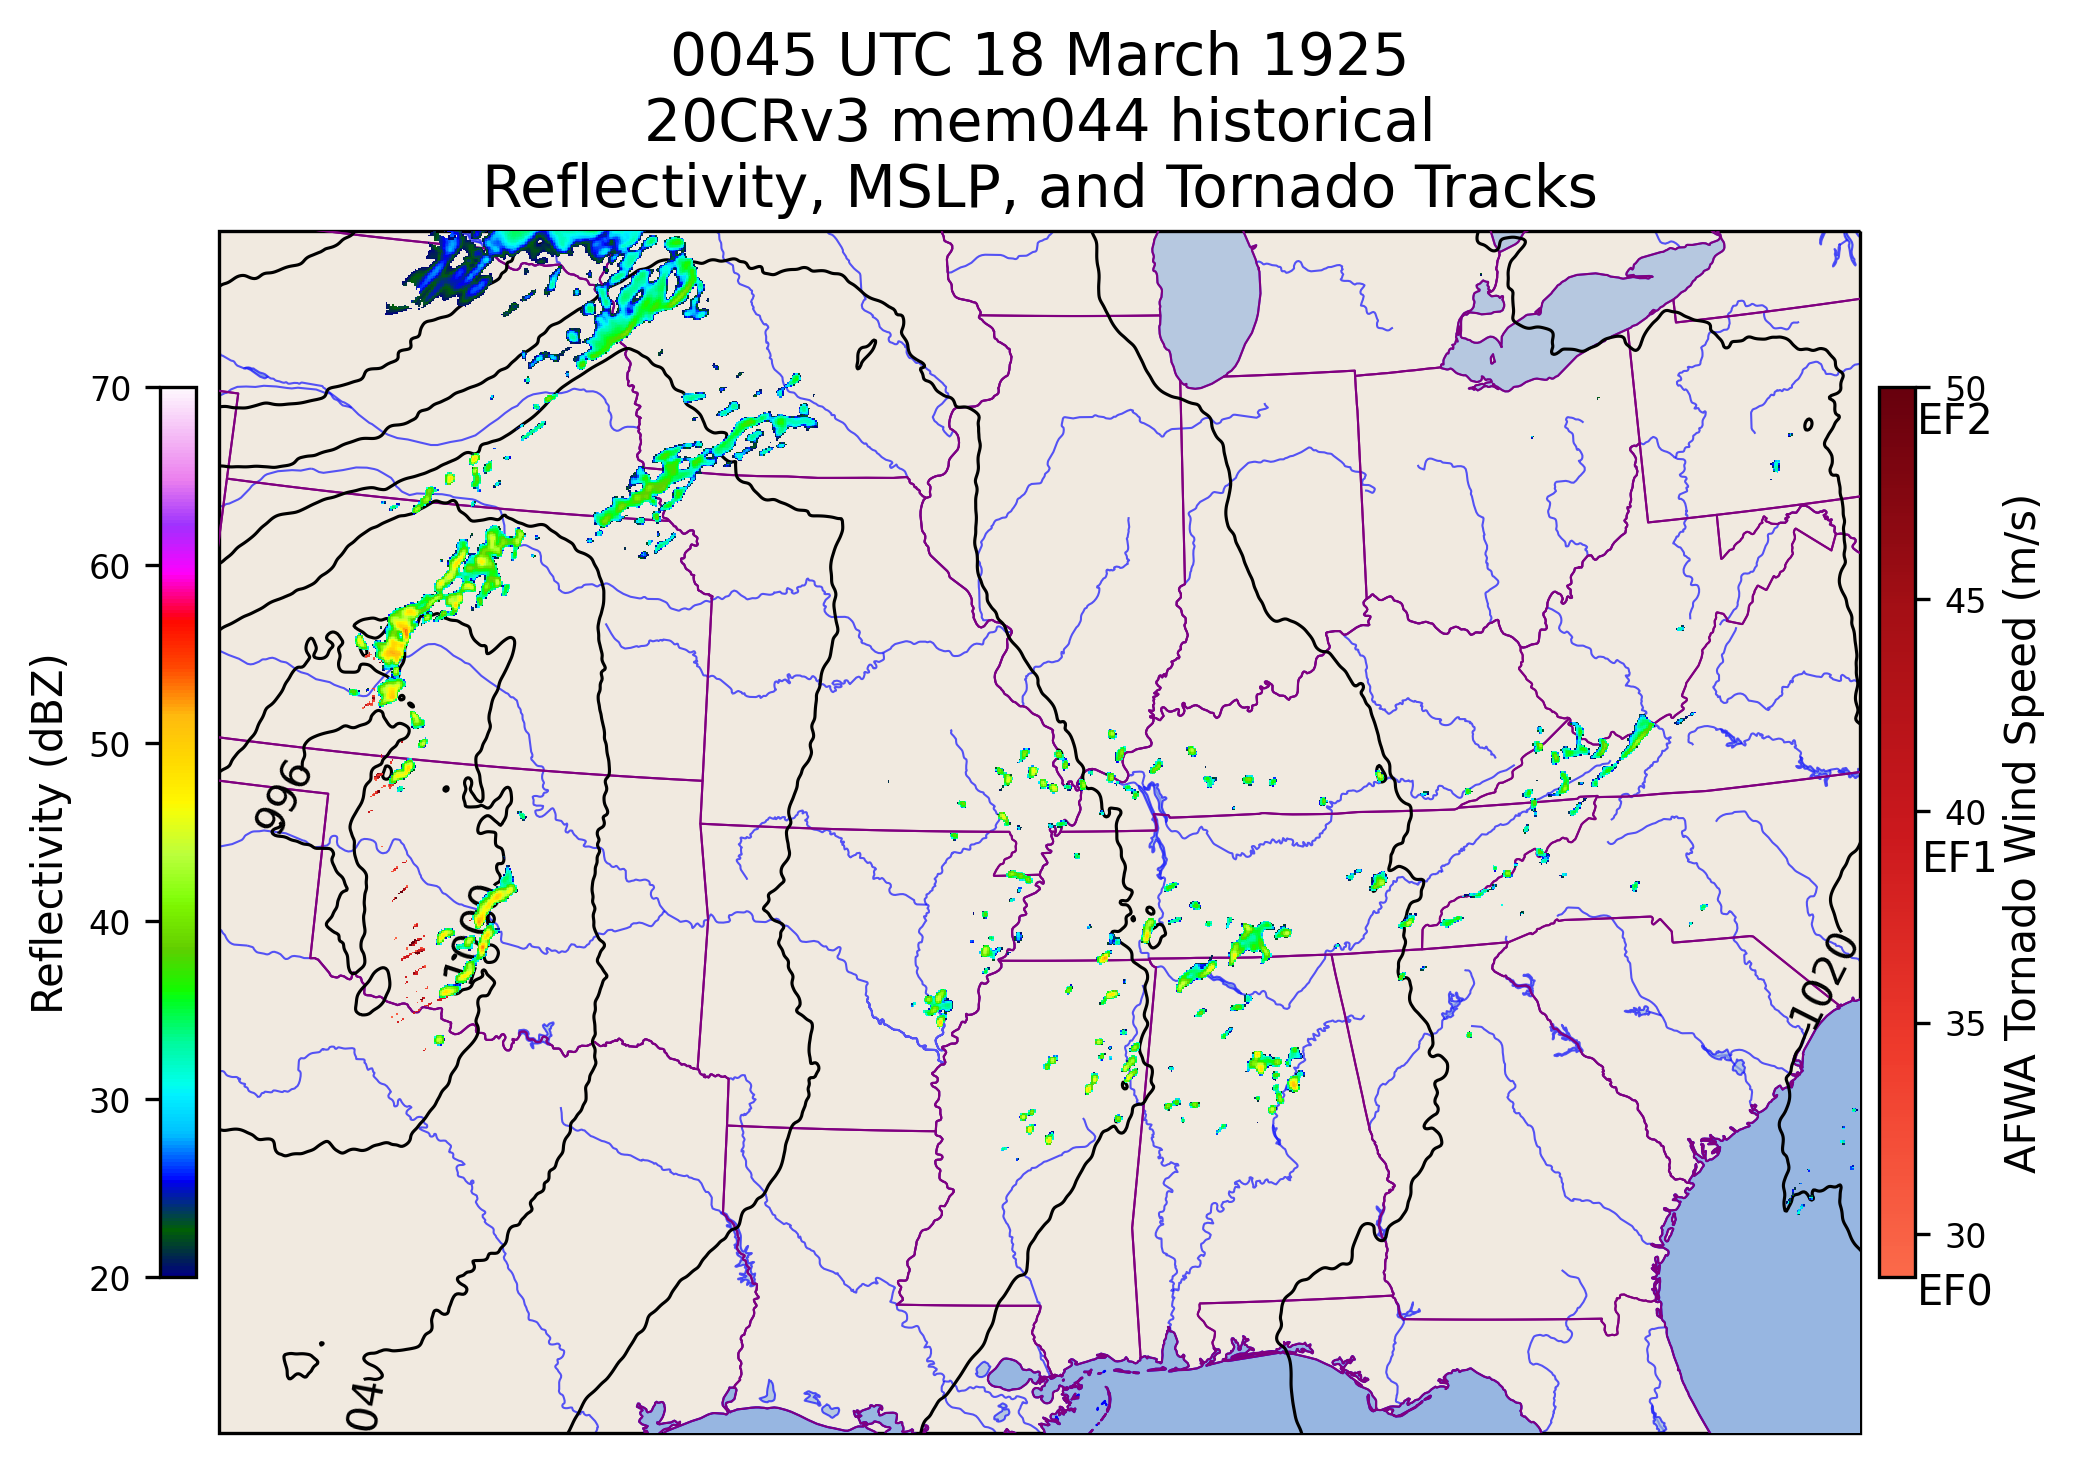 0045 UTC 18 March 1925
20CRv3 mem044 historical
Reflectivity, MSLP, and Tornado Tracks
70
60
50
40
30
20
Reflectivity (dBZ)
996
1000
04
1020
50
EF2
45
40
EF1
35
30
EF0
AFWA Tornado Wind Speed (m/s)